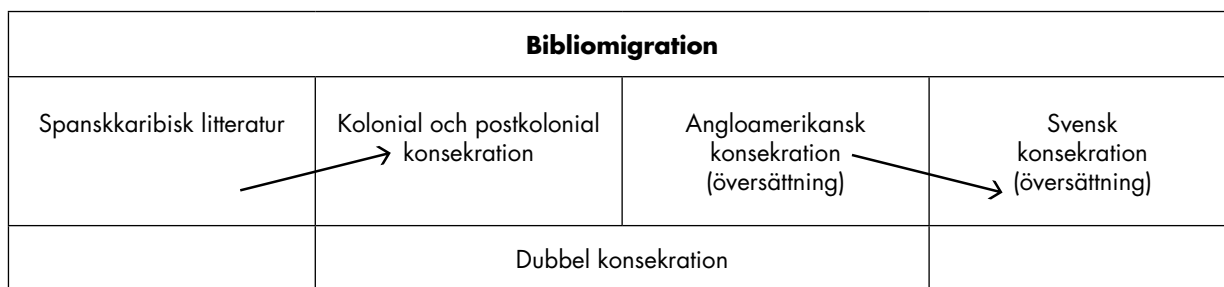 Bibliomigration
Spanskkaribisk litteratur
Kolonial och postkolonial
konsekration
Angloamerikansk
konsekration
(översättning)
Svensk
konsekration
(översättning)
Dubbel konsekration